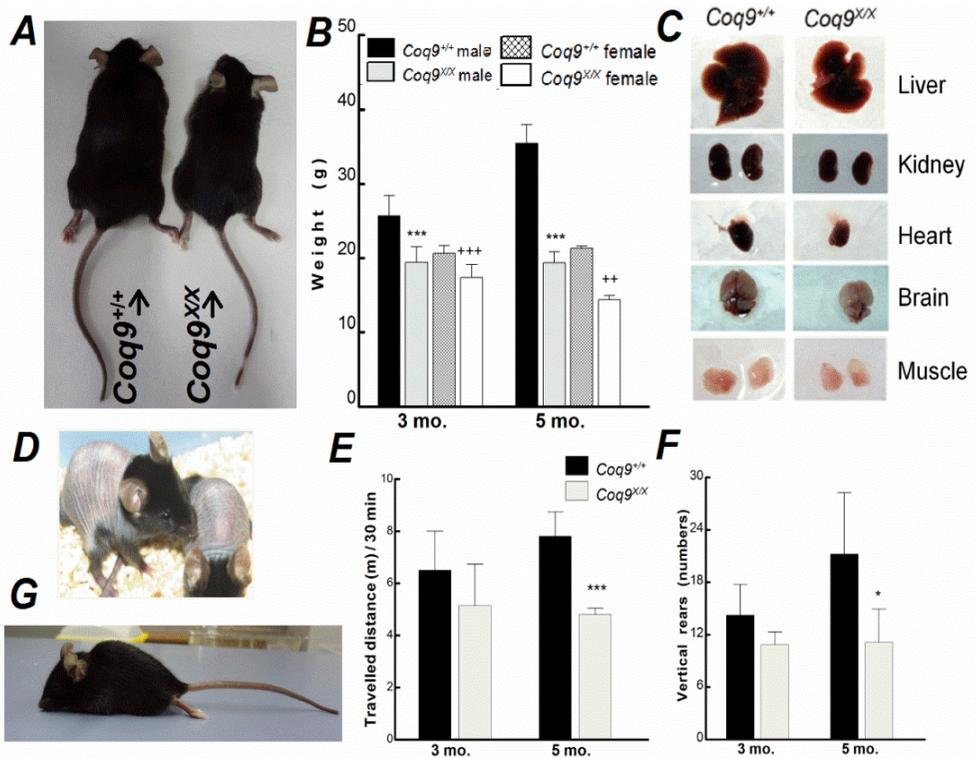 A
Coq9+/+
Coq9X/X
B
50
40
30
20
10
0
Weight (g)
Coq9+/+ male
Coq9+/+ female
Coq9X/X male
Coq9X/X female
***
+++
***
++
3 mo.
5 mo.
C
Coq9+/+
Coq9X/X
Liver
Kidney
Heart
Brain
Muscle
D
G
E
Coq9+/+
Coq9X/X
10
8
6
4
2
0
Travelled distance (m) / 30 min
***
3 mo.
5 mo.
F
30
24
18
12
6
0
Vertical rears (numbers)
*
3 mo.
5 mo.